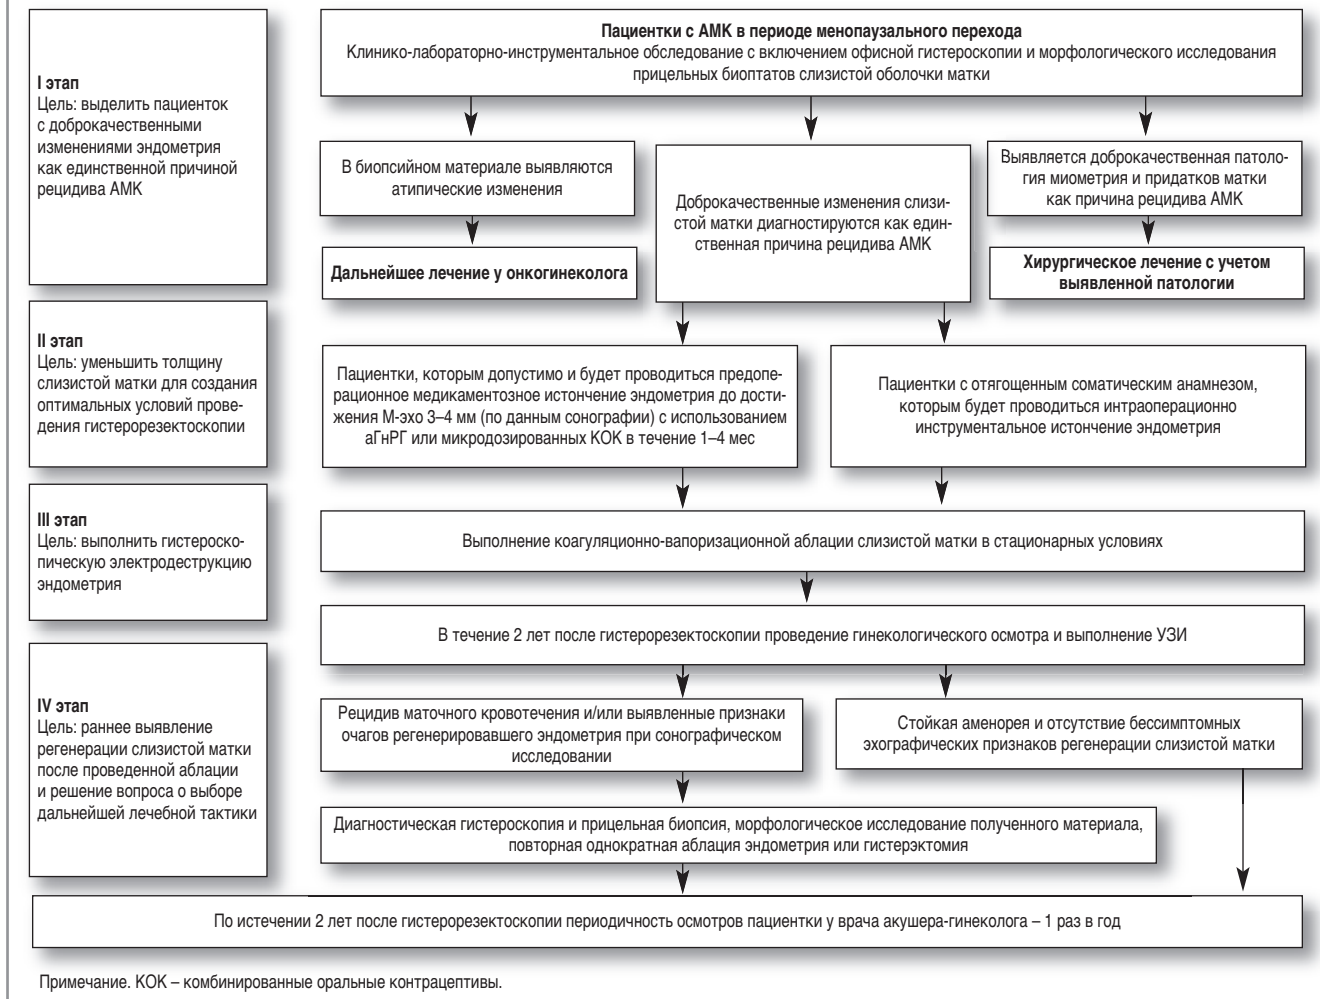 I этап
Цель: выделить пациенток
с доброкачественными
изменениями эндометрия
как единственной причиной
рецидива АМК
Пациентки с АМК в периоде менопаузального перехода
Клинико-лабораторно-инструментальное обследование с включением офисной гистероскопии и морфологического исследования
прицельных биоптатов слизистой оболочки матки
В биопсийном материале выявляются
атипические изменения
Дальнейшее лечение у онкогинеколога
Доброкачественные изменения слизи-
стой матки диагностируются как един-
ственная причина рецидива АМК
Выявляется доброкачественная патоло-
гия миометрия и придатков матки
как причина рецидива АМК
Хирургическое лечение с учетом
выявленной патологии
II этап
Цель: уменьшить толщину
слизистой матки для создания
оптимальных условий прове-
дения гистерорезектоскопии
Пациентки, которым допустимо и будет проводиться предопе-
рационное медикаментозное истончение эндометрия до дости-
жения М-эхо 3–4 мм (по данным сонографии) с использованием
аГнРГ или микродозированных КОК в течение 1–4 мес
Пациентки с отягощенным соматическим анамнезом,
которым будет проводиться интраоперационно
инструментальное истончение эндометрия
III этап
Цель: выполнить гистероско-
пическую электродеструкцию
эндометрия
Выполнение коагуляционно-вапоризационной аблации слизистой матки в стационарных условиях
В течение 2 лет после гистерорезектоскопии проведение гинекологического осмотра и выполнение УЗИ
IV этап
Цель: раннее выявление
регенерации слизистой матки
после проведенной аблации
и решение вопроса о выборе
дальнейшей лечебной тактики
Рецидив маточного кровотечения и/или выявленные признаки
очагов регенерировавшего эндометрия при сонографическом
исследовании
Стойкая аменорея и отсутствие бессимптомных
эхографических признаков регенерации слизистой матки
Диагностическая гистероскопия и прицельная биопсия, морфологическое исследование полученного материала,
повторная однократная аблация эндометрия или гистерэктомия
По истечении 2 лет после гистерорезектоскопии периодичность осмотров пациентки у врача акушера-гинеколога – 1 раз в год
Примечание. КОК – комбинированные оральные контрацептивы.